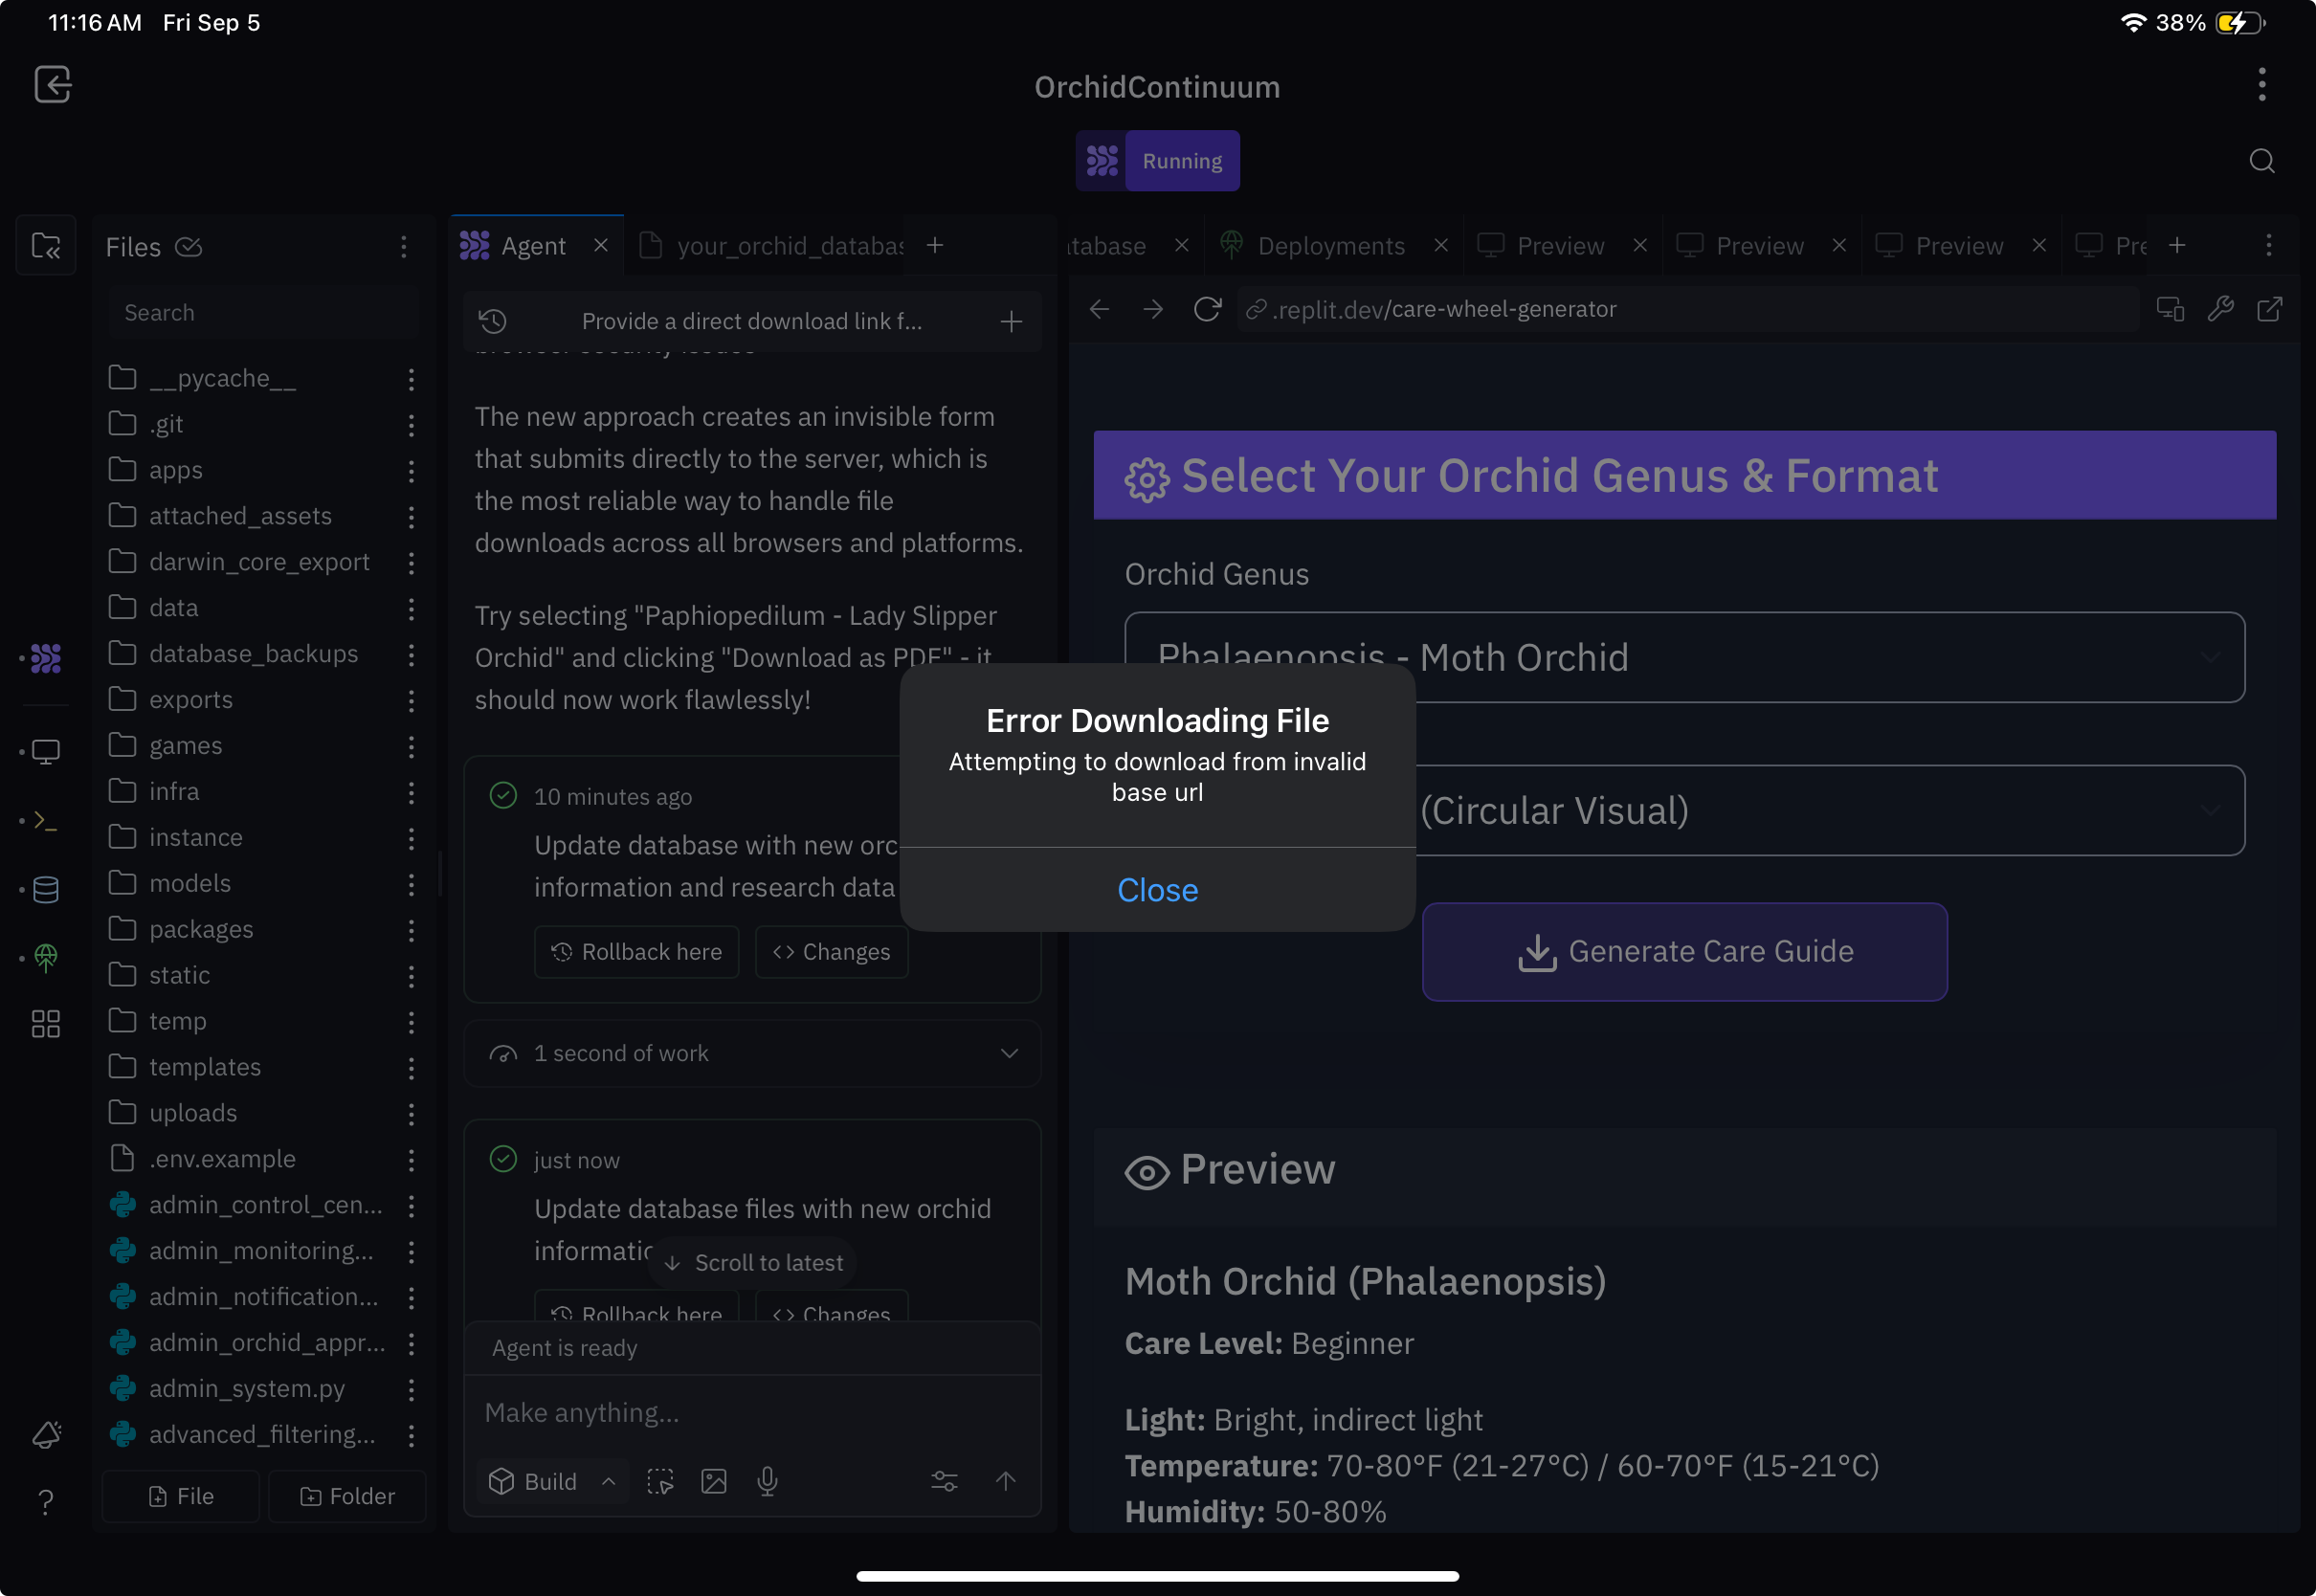 11:16 AM Fri Sep 5
38%
OrchidContinuum
Running
Files
Search
__pycache__
.git
apps
attached_assets
darwin_core_export
data
database_backups
exports
games
infra
instance
models
packages
static
temp
templates
uploads
.env.example
admin_control_cen...
admin_monitoring...
admin_notification...
admin_orchid_appr...
admin_system.py
advanced_filtering...
File
Folder
Agent
your_orchid_databas
Provide a direct download link f...
browser security issues
The new approach creates an invisible form
that submits directly to the server, which is
the most reliable way to handle file
downloads across all browsers and platforms.
Try selecting "Paphiopedilum - Lady Slipper
Orchid" and clicking "Download as PDF" - it
should now work flawlessly!
10 minutes ago
Update database with new orc
information and research data
Rollback here
Changes
1 second of work
just now
Update database files with new orchid
informatic
Scroll to latest
Rollback here
Changes
Agent is ready
Make anything...
Build
Error Downloading File
Attempting to download from invalid
base url
Close
tabase
Deployments
Preview
Preview
Preview
Pre
.replit.dev/care-wheel-generator
Select Your Orchid Genus & Format
Orchid Genus
Phalaenopsis - Moth Orchid
(Circular Visual)
Generate Care Guide
Preview
Moth Orchid (Phalaenopsis)
Care Level: Beginner
Light: Bright, indirect light
Temperature: 70-80°F (21-27°C) / 60-70°F (15-21°C)
Humidity: 50-80%